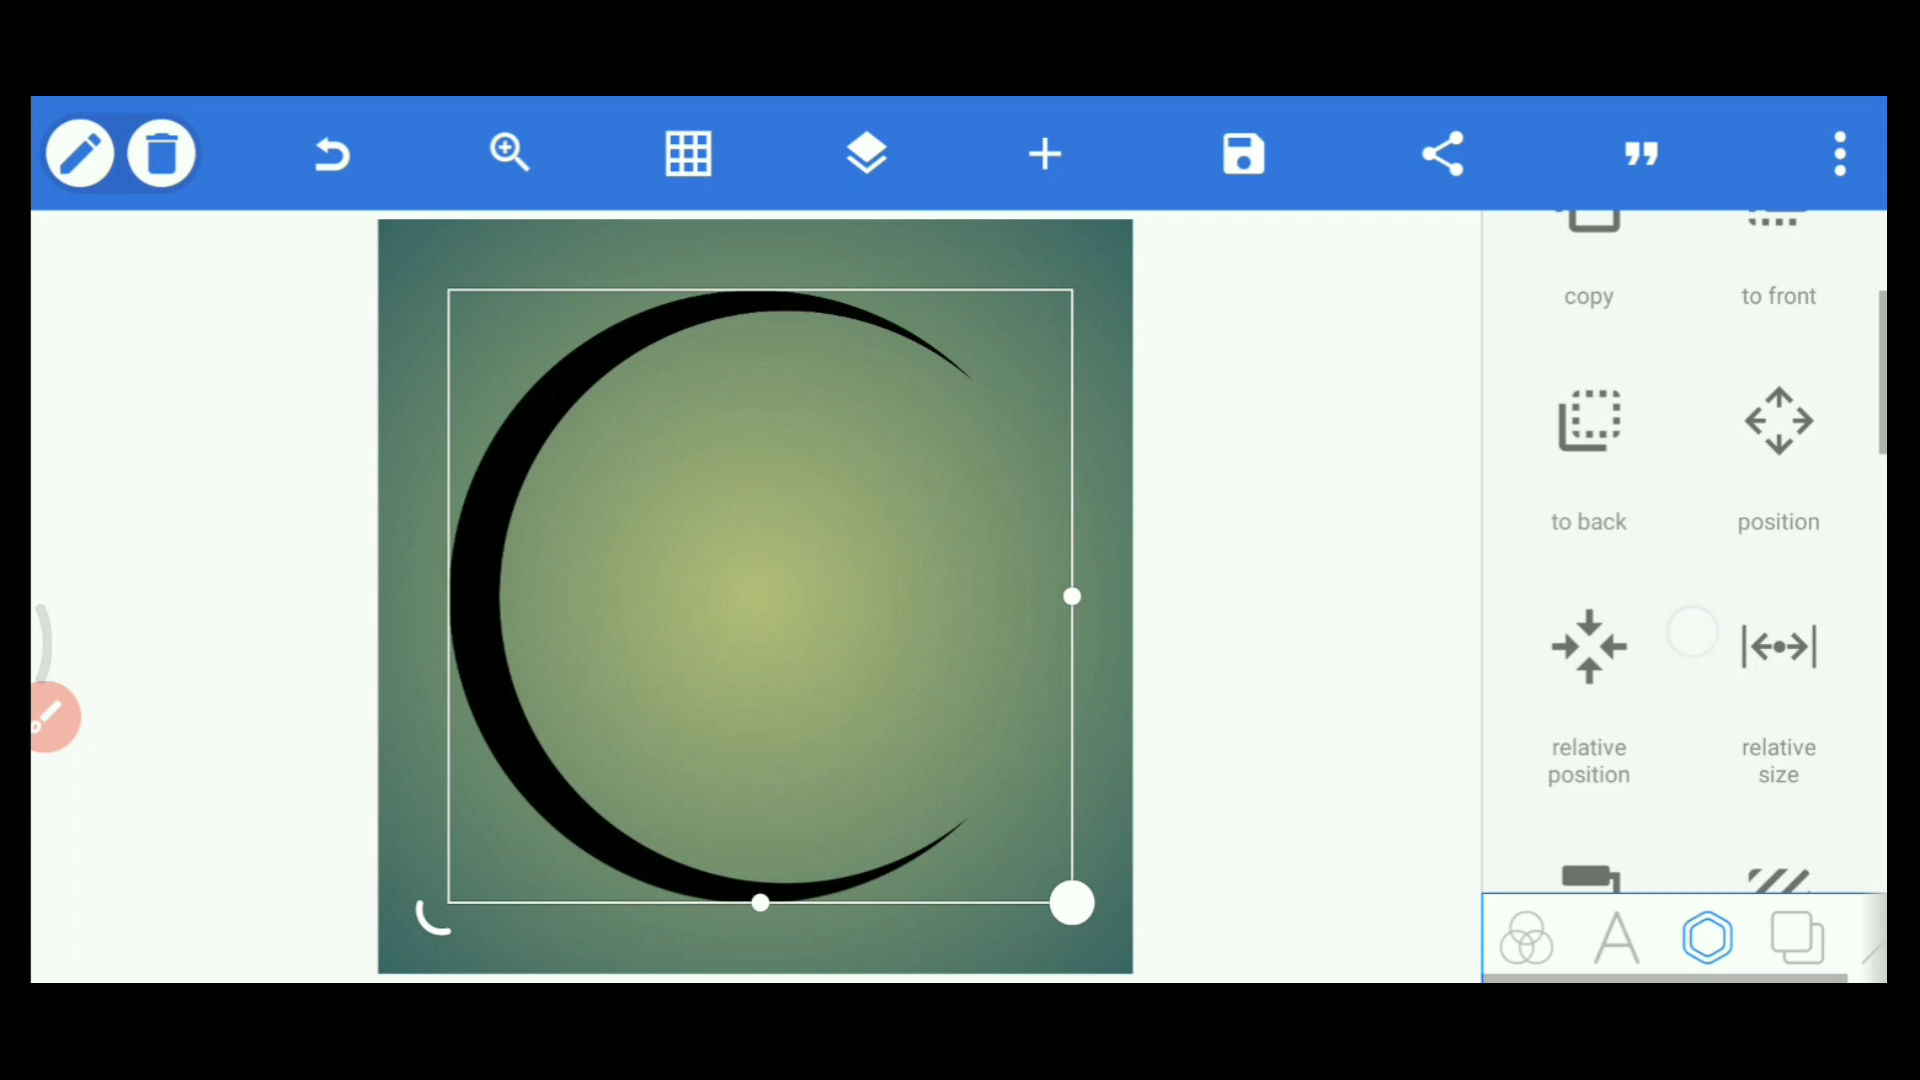 copy
to front
to back
position
relative
position
relative
size